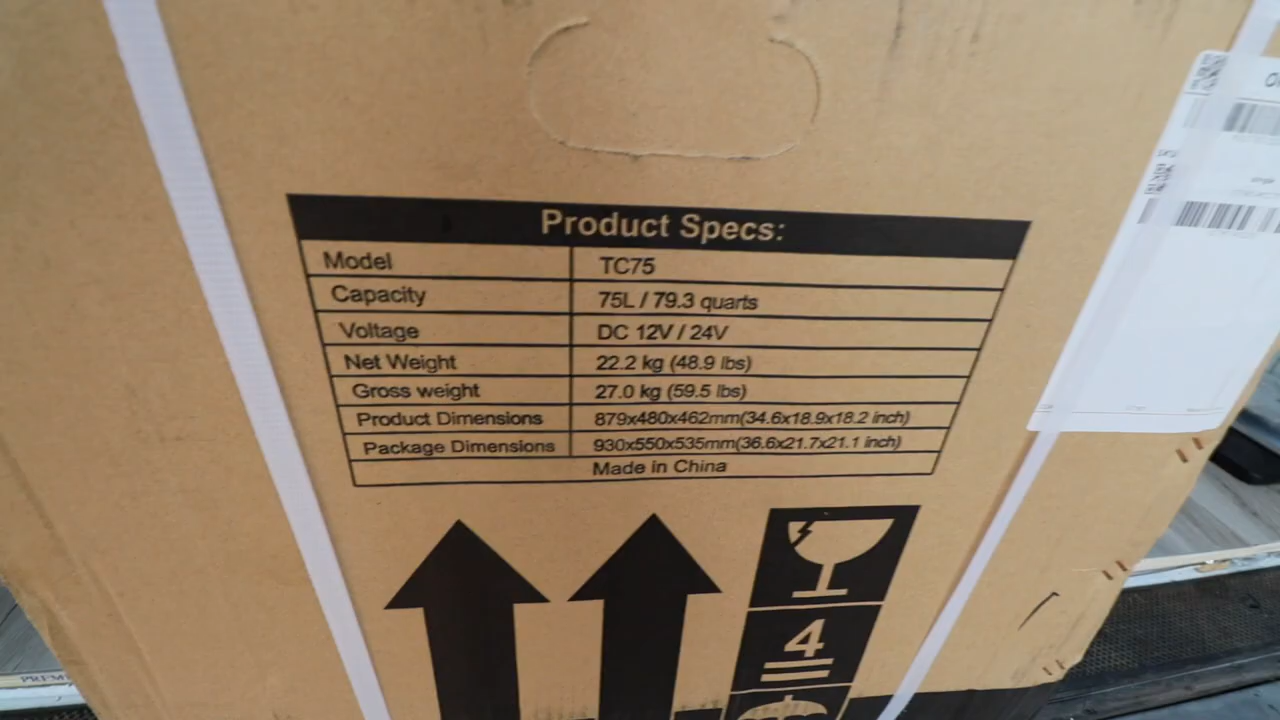 Product Specs:
Model TC75
Capacity 75L / 79.3 quarts
Voltage DC 12V / 24V
Net Weight 22.2 kg (48.9 lbs)
Gross weight 27.0 kg (59.5 lbs)
Product Dimensions 879x480x462mm(34.6x18.9x18.2 inch)
Package Dimensions 930x550x535mm(36.6x21.7x21.1 inch)
Made in China
4